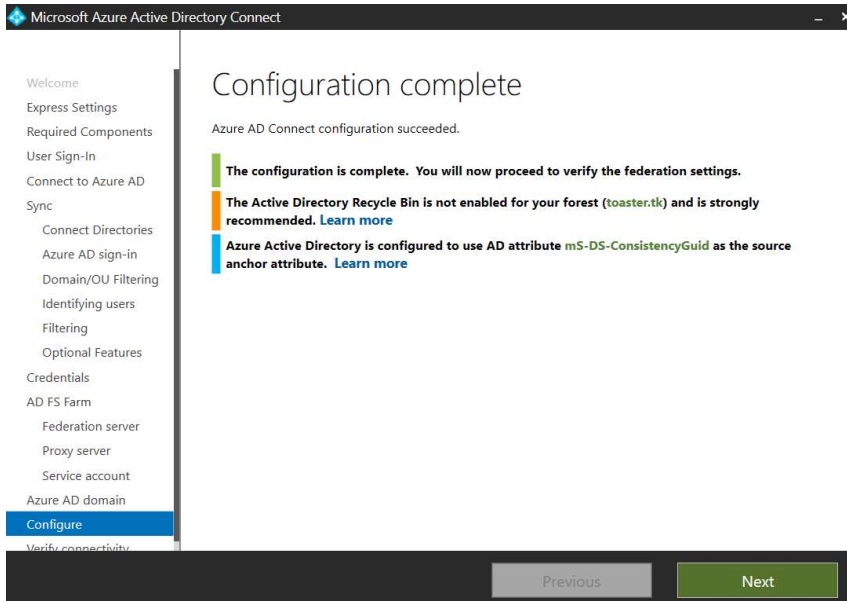 Microsoft Azure Active Directory Connect
Welcome
Express Settings
Required Components
User Sign-In
Connect to Azure AD
Sync
Connect Directories
Azure AD sign-in
Domain/OU Filtering
Identifying users
Filtering
Optional Features
Credentials
AD FS Farm
Federation server
Proxy server
Service account
Azure AD domain
Configure
Verify connectivity
Configuration complete
Azure AD Connect configuration succeeded.
The configuration is complete. You will now proceed to verify the federation settings.
The Active Directory Recycle Bin is not enabled for your forest (toaster.tk) and is strongly
recommended. Learn more
Azure Active Directory is configured to use AD attribute mS-DS-ConsistencyGuid as the source
anchor attribute. Learn more
Previous
Next